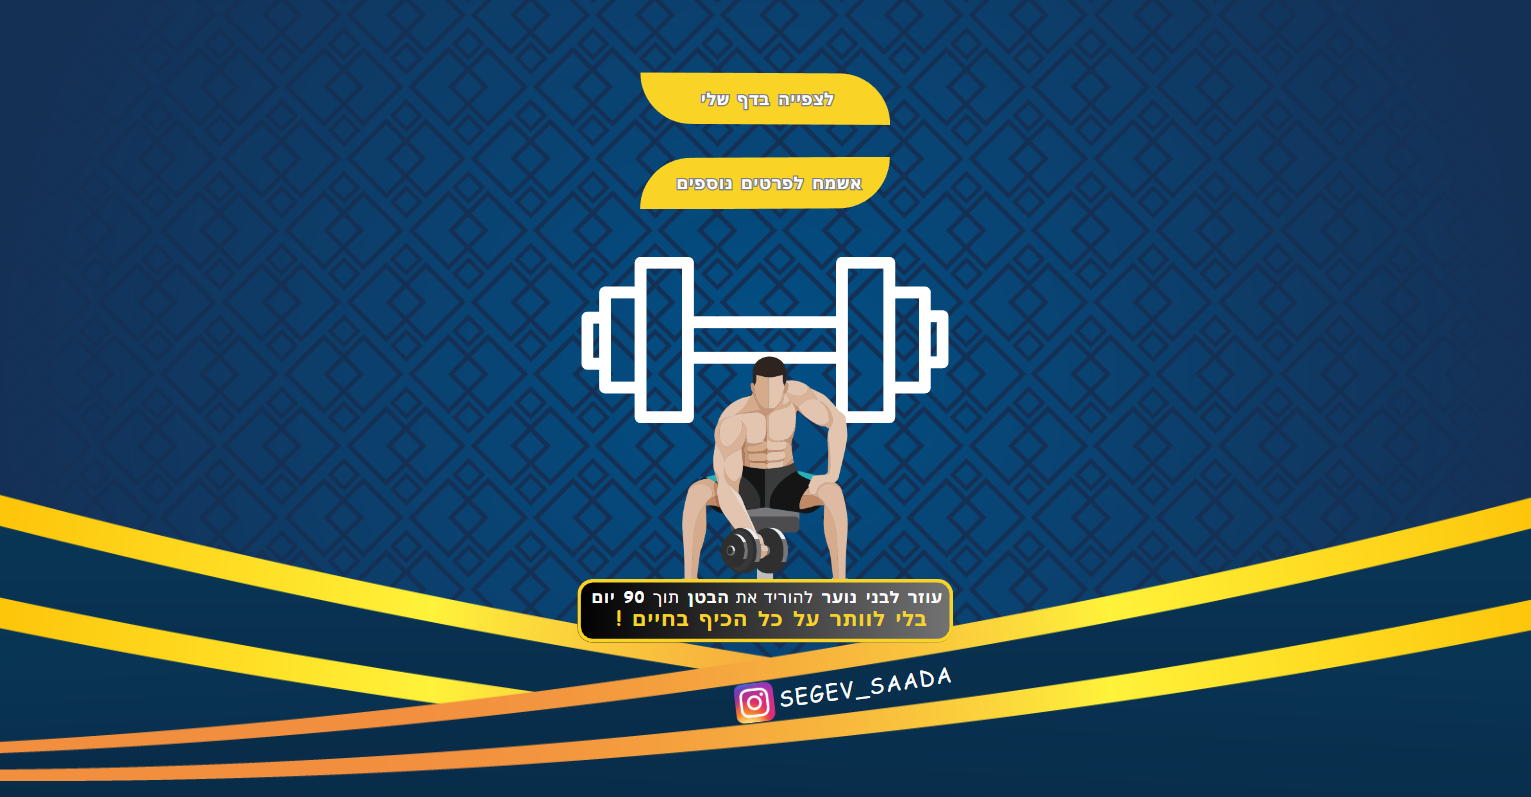 לצפייה בדף שלי
אשמח לפרטים נוספים
עוזר לבני נוער להוריד את הבטן תוך 90 יום
בלי לוותר על כל הכיף בחיים !
SEGEV_SAADA